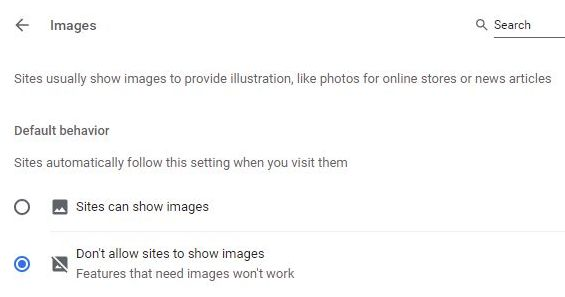 Images
Search
Sites usually show images to provide illustration, like photos for online stores or news articles
Default behavior
Sites automatically follow this setting when you visit them
Sites can show images
Don't allow sites to show images
Features that need images won't work